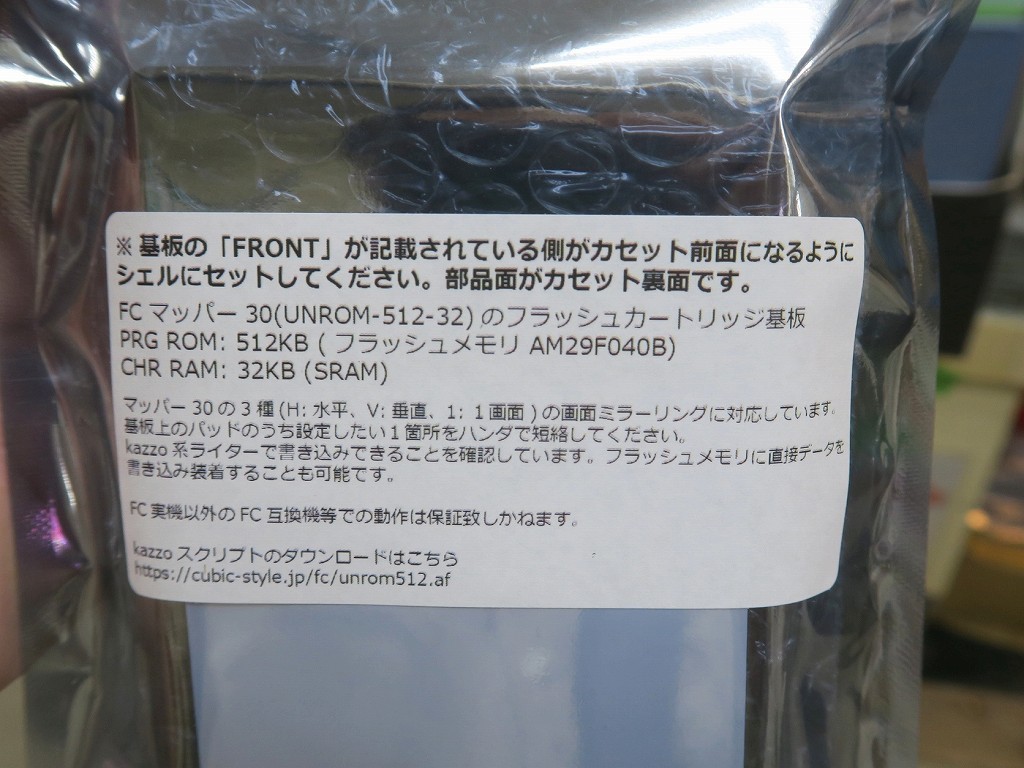 ※ 基板の「FRONT」が記載されている側がカセット前面になるように
シェルにセットしてください。部品面がカセット裏面です。
FC マッパー 30(UNROM-512-32) のフラッシュカートリッジ基板
PRG ROM: 512KB ( フラッシュメモリ AM29F040B)
CHR RAM: 32KB (SRAM)
マッパー 30 の 3 種 (H: 水平、V: 垂直、1: 1 画面 ) の画面ミラーリングに対応しています。
基板上のパッドのうち設定したい 1 箇所をハンダで短絡してください。
kazzo 系ライターで書き込みできることを確認しています。フラッシュメモリに直接データを
書き込み装着することも可能です。
FC 実機以外の FC 互換機等での動作は保証致しかねます。
kazzo スクリプトのダウンロードはこちら
https://cubic-style.jp/fc/unrom512.af